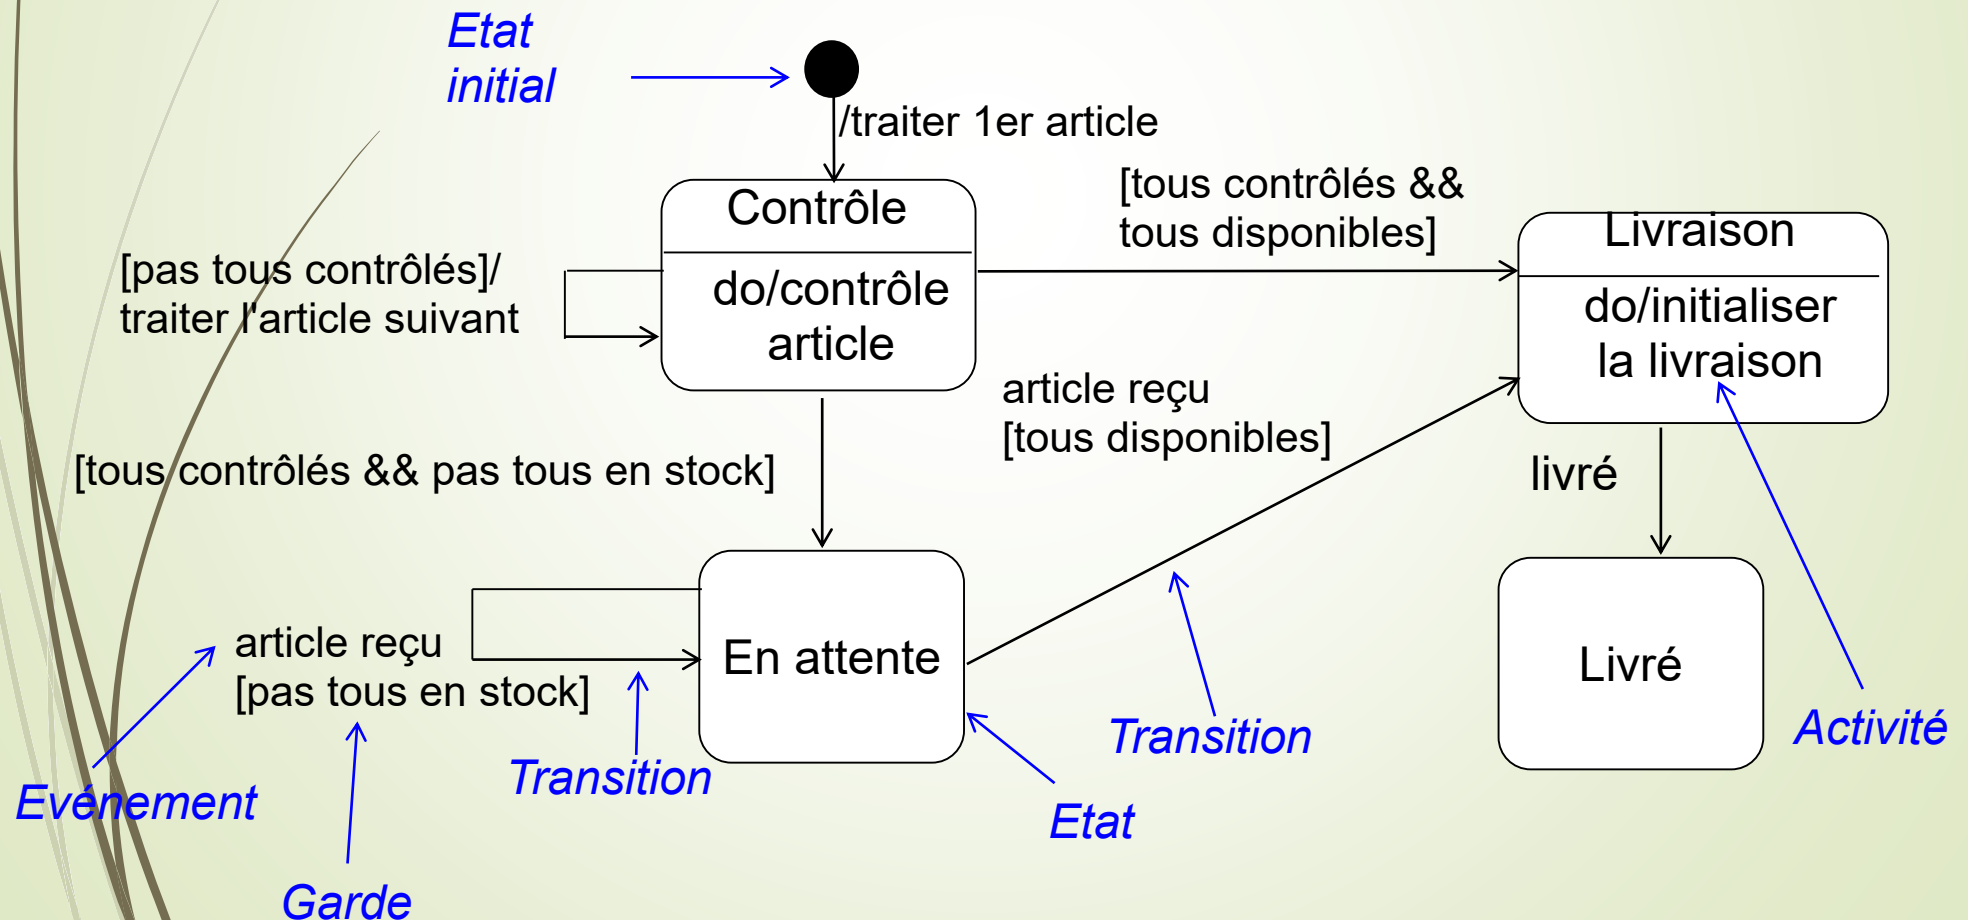 Etat
initial
/traiter 1er article
[tous contrôlés &&
tous disponibles]
Contrôle
do/contrôle
article
Livraison
do/initialiser
la livraison
[pas tous contrôlés]/
traiter l'article suivant
article reçu
[tous disponibles]
[tous contrôlés && pas tous en stock]
livré
article reçu
[pas tous en stock]
En attente
Livré
Evénement
Transition
Transition
Activité
Etat
Garde